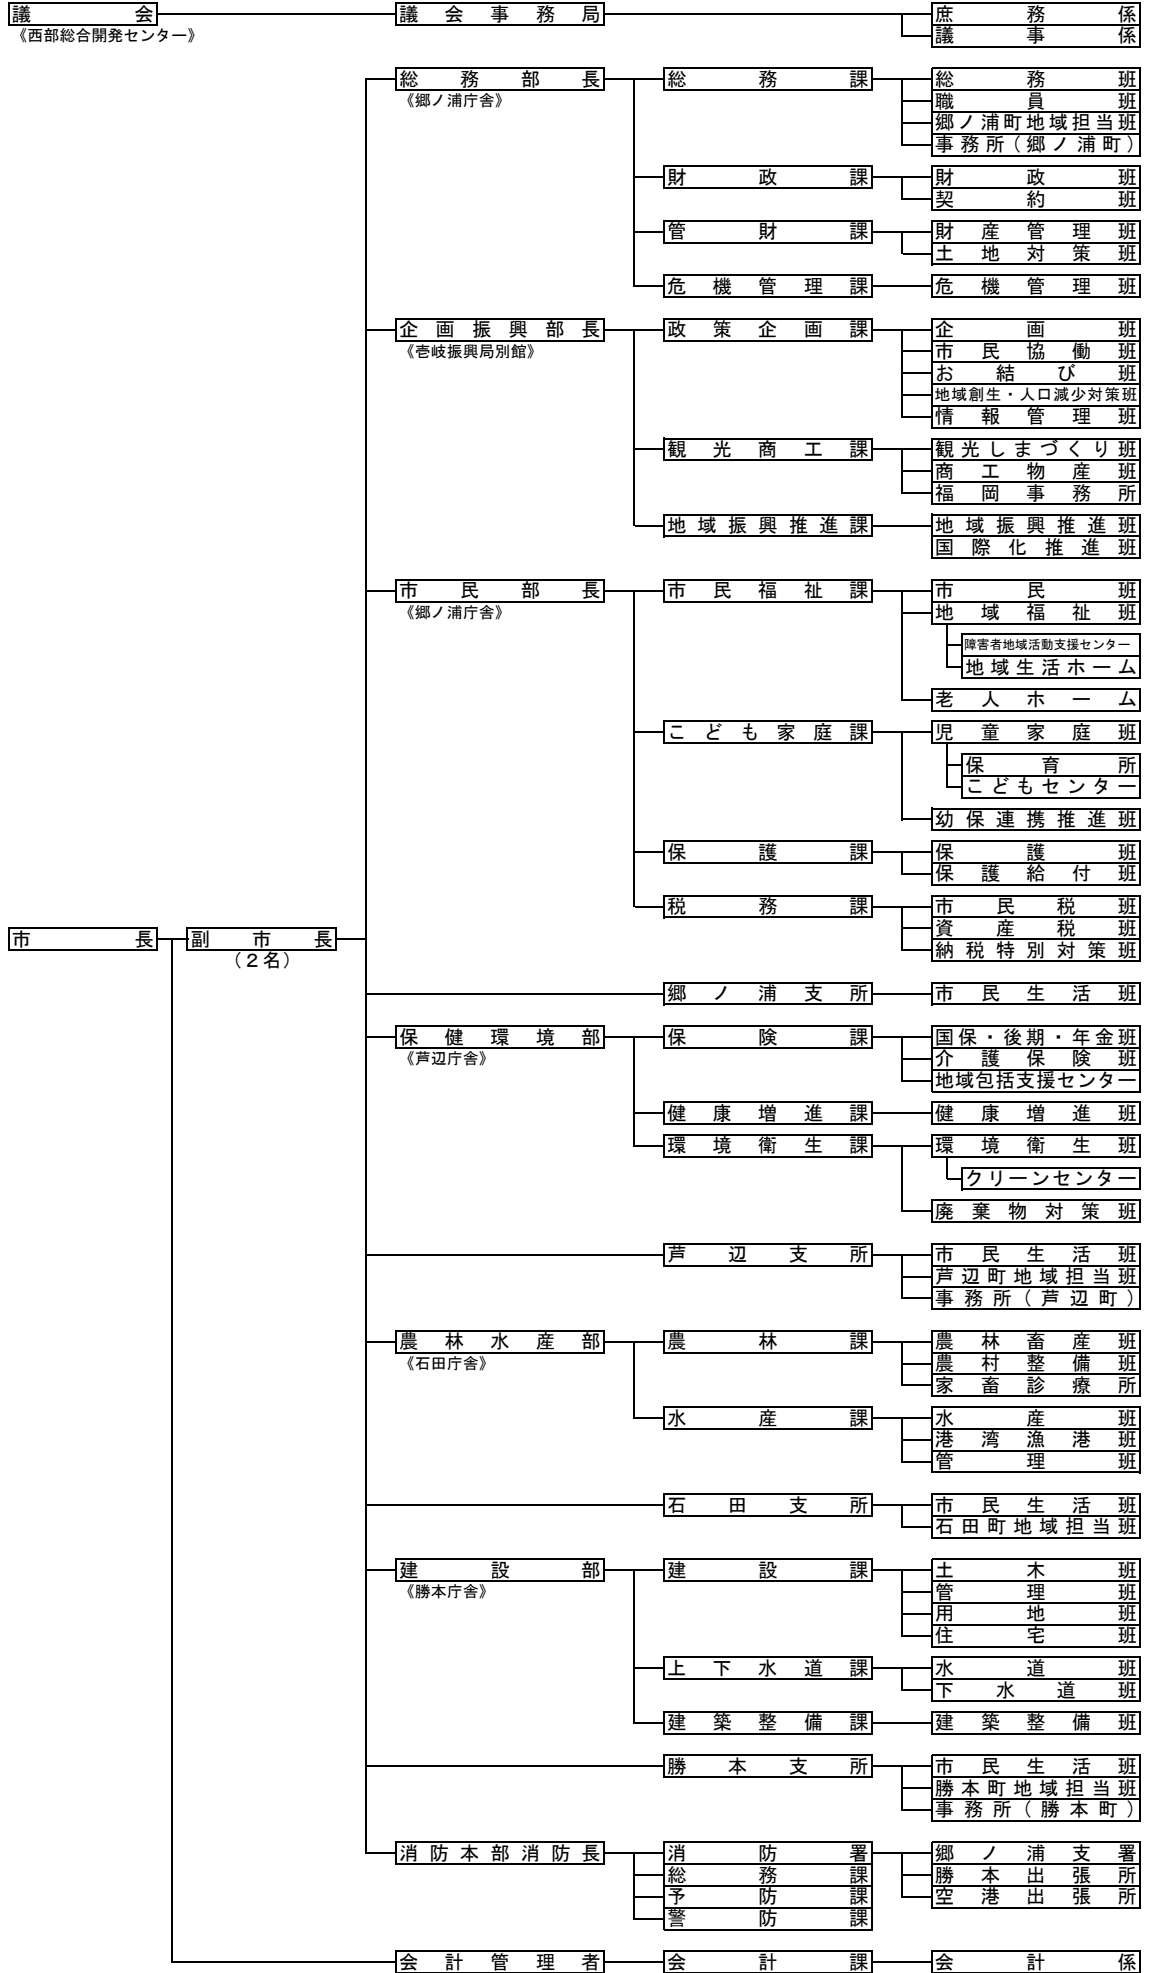 議会 議会事務局 庶務係
《西部総合開発センター》 議事係
総務部長 総務課 総務班
《郷ノ浦庁舎》 職員班
郷ノ浦町地域担当班
事務所(郷ノ浦町)
財政課 財政班
契約班
管財課 財産管理班
土地対策班
危機管理課 危機管理班
企画振興部長 政策企画課 企画班
《壱岐振興局別館》 市民協働班
お結び班
地域創生・人口減少対策班
情報管理班
観光商工課 観光しまづくり班
商工物産班
福岡事務所
地域振興推進課 地域振興推進班
国際化推進班
市民部長 市民福祉課 市民班
《郷ノ浦庁舎》 地域福祉班
障害者地域活動支援センター
地域生活ホーム
老人ホーム
こども家庭課 児童家庭班
保育所
こどもセンター
幼保連携推進班
保護課 保護班
保護給付班
税務課 市民税班
資産税班
市長 副市長 納税特別対策班
(2名)
郷ノ浦支所 市民生活班
保健環境部 保険課 国保・後期・年金班
《芦辺庁舎》 介護保険班
地域包括支援センター
健康増進課 健康増進班
環境衛生課 環境衛生班
クリーンセンター
廃棄物対策班
芦辺支所 市民生活班
芦辺町地域担当班
事務所(芦辺町)
農林水産部 農林課 農林畜産班
《石田庁舎》 農村整備班
家畜診療所
水産課 水産班
港湾漁港班
管理班
石田支所 市民生活班
石田町地域担当班
建設部 建設課 土木班
《勝本庁舎》 管理班
用地班
住宅班
上下水道課 水道班
下水道班
建築整備課 建築整備班
勝本支所 市民生活班
勝本町地域担当班
事務所(勝本町)
消防本部消防長 消防署 郷ノ浦支署
総務課 勝本出張所
予防課 空港出張所
警防課
会計管理者 会計課 会計係